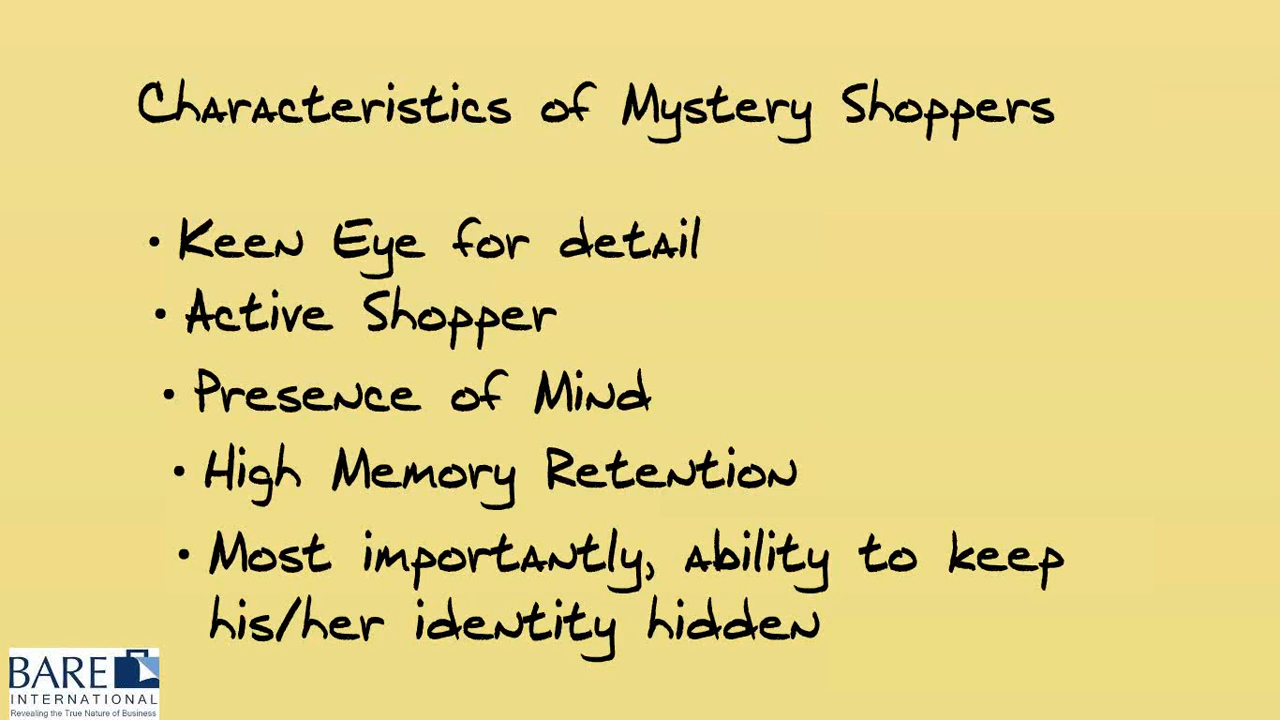 Characteristics of Mystery Shoppers
• Keen Eye for detail
• Active Shopper
• Presence of Mind
• High Memory Retention
• Most importantly, ability to keep
his/her identity hidden
BARE
INTERNATIONAL
Revealing the True Nature of Business